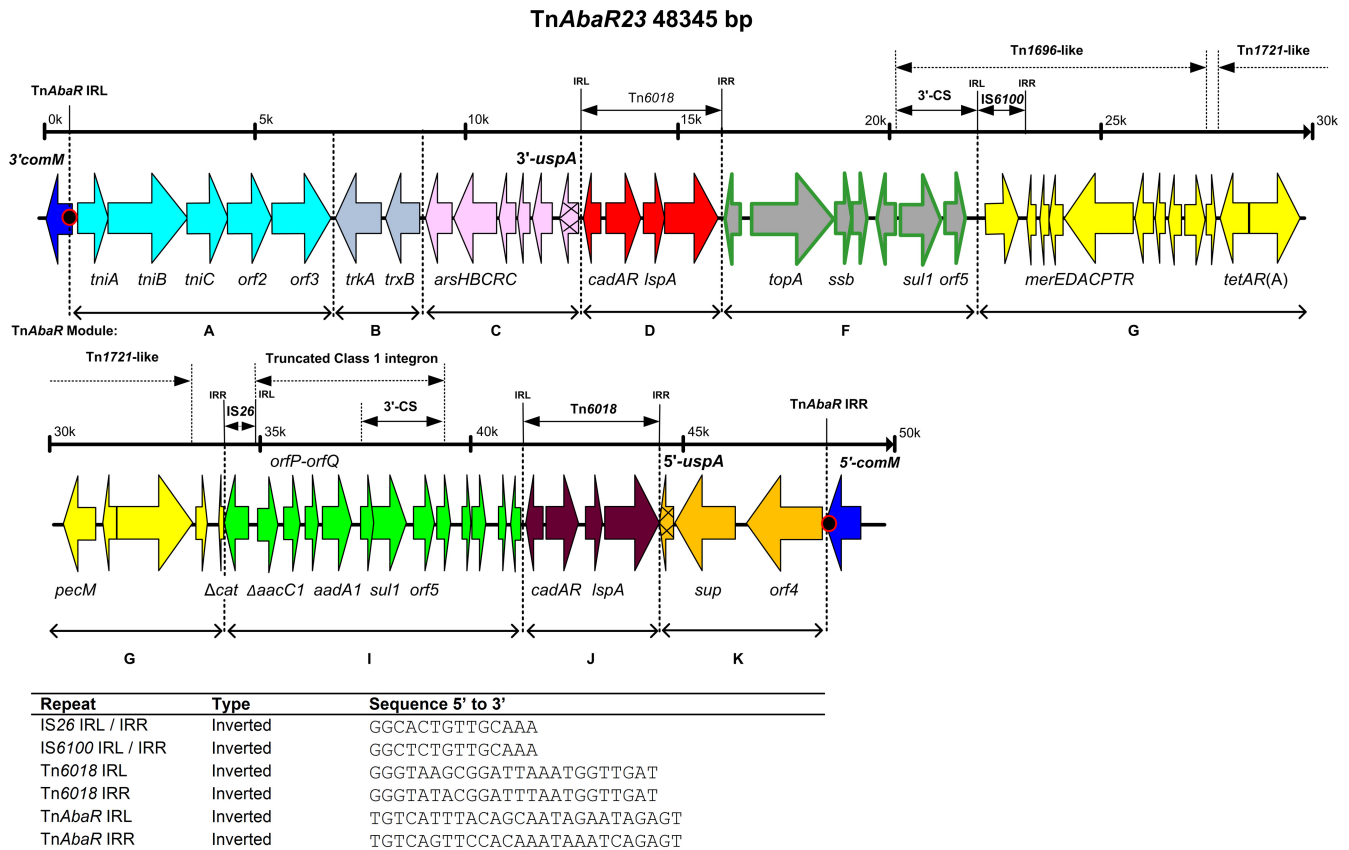 TnAbaR23 48345 bp
Tn1696-like Tn1721-like
TnAbaR IRL IRL Tn6018 IRR 3'-CS IRL IS6100 IRR
0k 5k 10k 15k 20k 25k 30k
3'comM 3'-uspA
tniA tniB tniC orf2 orf3 trkA trxB arsHBCRC cadAR lspA topA ssb sul1 orf5 merEDACPTR tetAR(A)
TnAbaR Module: A B C D F G
Tn1721-like Truncated Class 1 integron
IRR IS26 IRL 3'-CS IRL Tn6018 IRR TnAbaR IRR
30k 35k 40k 45k 50k
orfP-orfQ 5'-uspA 5'-comM
pecM Δcat ΔaacC1 aadA1 sul1 orf5 cadAR lspA sup orf4
G I J K
Repeat Type Sequence 5’ to 3’
IS26 IRL / IRR Inverted GGCACTGTTGCAAA
IS6100 IRL / IRR Inverted GGCTCTGTTGCAAA
Tn6018 IRL Inverted GGGTAAGCGGATTAAATGGTTGAT
Tn6018 IRR Inverted GGGTATACGGATTTAATGGTTGAT
TnAbaR IRL Inverted TGTCATTTACAGCAATAGAATAGAGT
TnAbaR IRR Inverted TGTCAGTTCCACAAATAAATCAGAGT